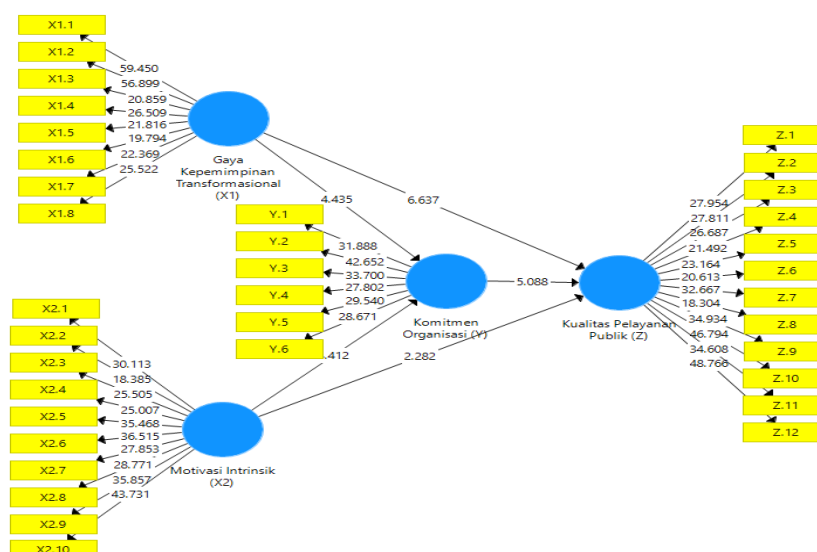 X1.1
X1.2
X1.3
X1.4
X1.5
X1.6
X1.7
X1.8
59.450
56.899
20.859
26.509
21.816
19.794
22.369
25.522
Gaya
Kepemimpinan
Transformasional
(X1)
4.435
6.637
Y.1
Y.2
Y.3
Y.4
Y.5
Y.6
31.888
42.652
33.700
27.802
29.540
28.671
Komitmen
Organisasi (Y)
5.088
.412
2.282
X2.1
X2.2
X2.3
X2.4
X2.5
X2.6
X2.7
X2.8
X2.9
X2.10
30.113
18.385
25.505
25.007
35.468
36.515
27.853
28.771
35.857
43.731
Motivasi Intrinsik
(X2)
Kualitas Pelayanan
Publik (Z)
27.954
27.811
26.687
21.492
23.164
20.613
32.667
18.304
34.934
46.794
34.608
48.766
Z.1
Z.2
Z.3
Z.4
Z.5
Z.6
Z.7
Z.8
Z.9
Z.10
Z.11
Z.12